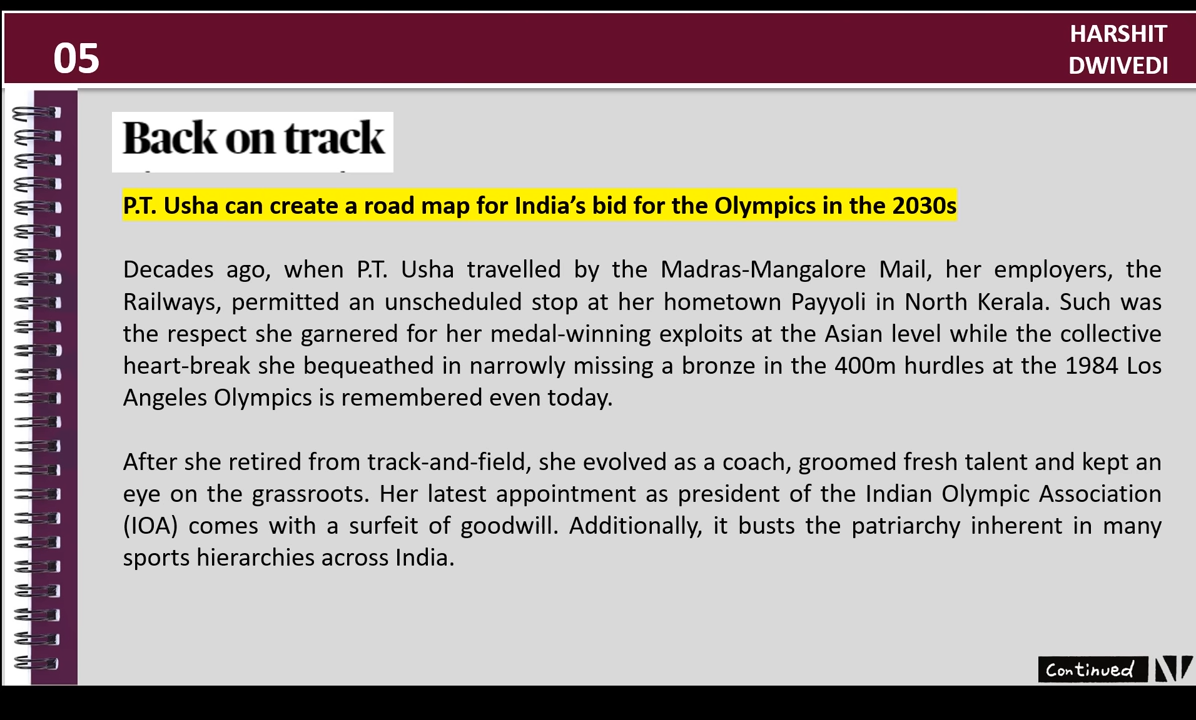 05
HARSHIT
DWIVEDI
Back on track
P.T. Usha can create a road map for India’s bid for the Olympics in the 2030s
Decades ago, when P.T. Usha travelled by the Madras-Mangalore Mail, her employers, the
Railways, permitted an unscheduled stop at her hometown Payyoli in North Kerala. Such was
the respect she garnered for her medal-winning exploits at the Asian level while the collective
heart-break she bequeathed in narrowly missing a bronze in the 400m hurdles at the 1984 Los
Angeles Olympics is remembered even today.
After she retired from track-and-field, she evolved as a coach, groomed fresh talent and kept an
eye on the grassroots. Her latest appointment as president of the Indian Olympic Association
(IOA) comes with a surfeit of goodwill. Additionally, it busts the patriarchy inherent in many
sports hierarchies across India.
Continued